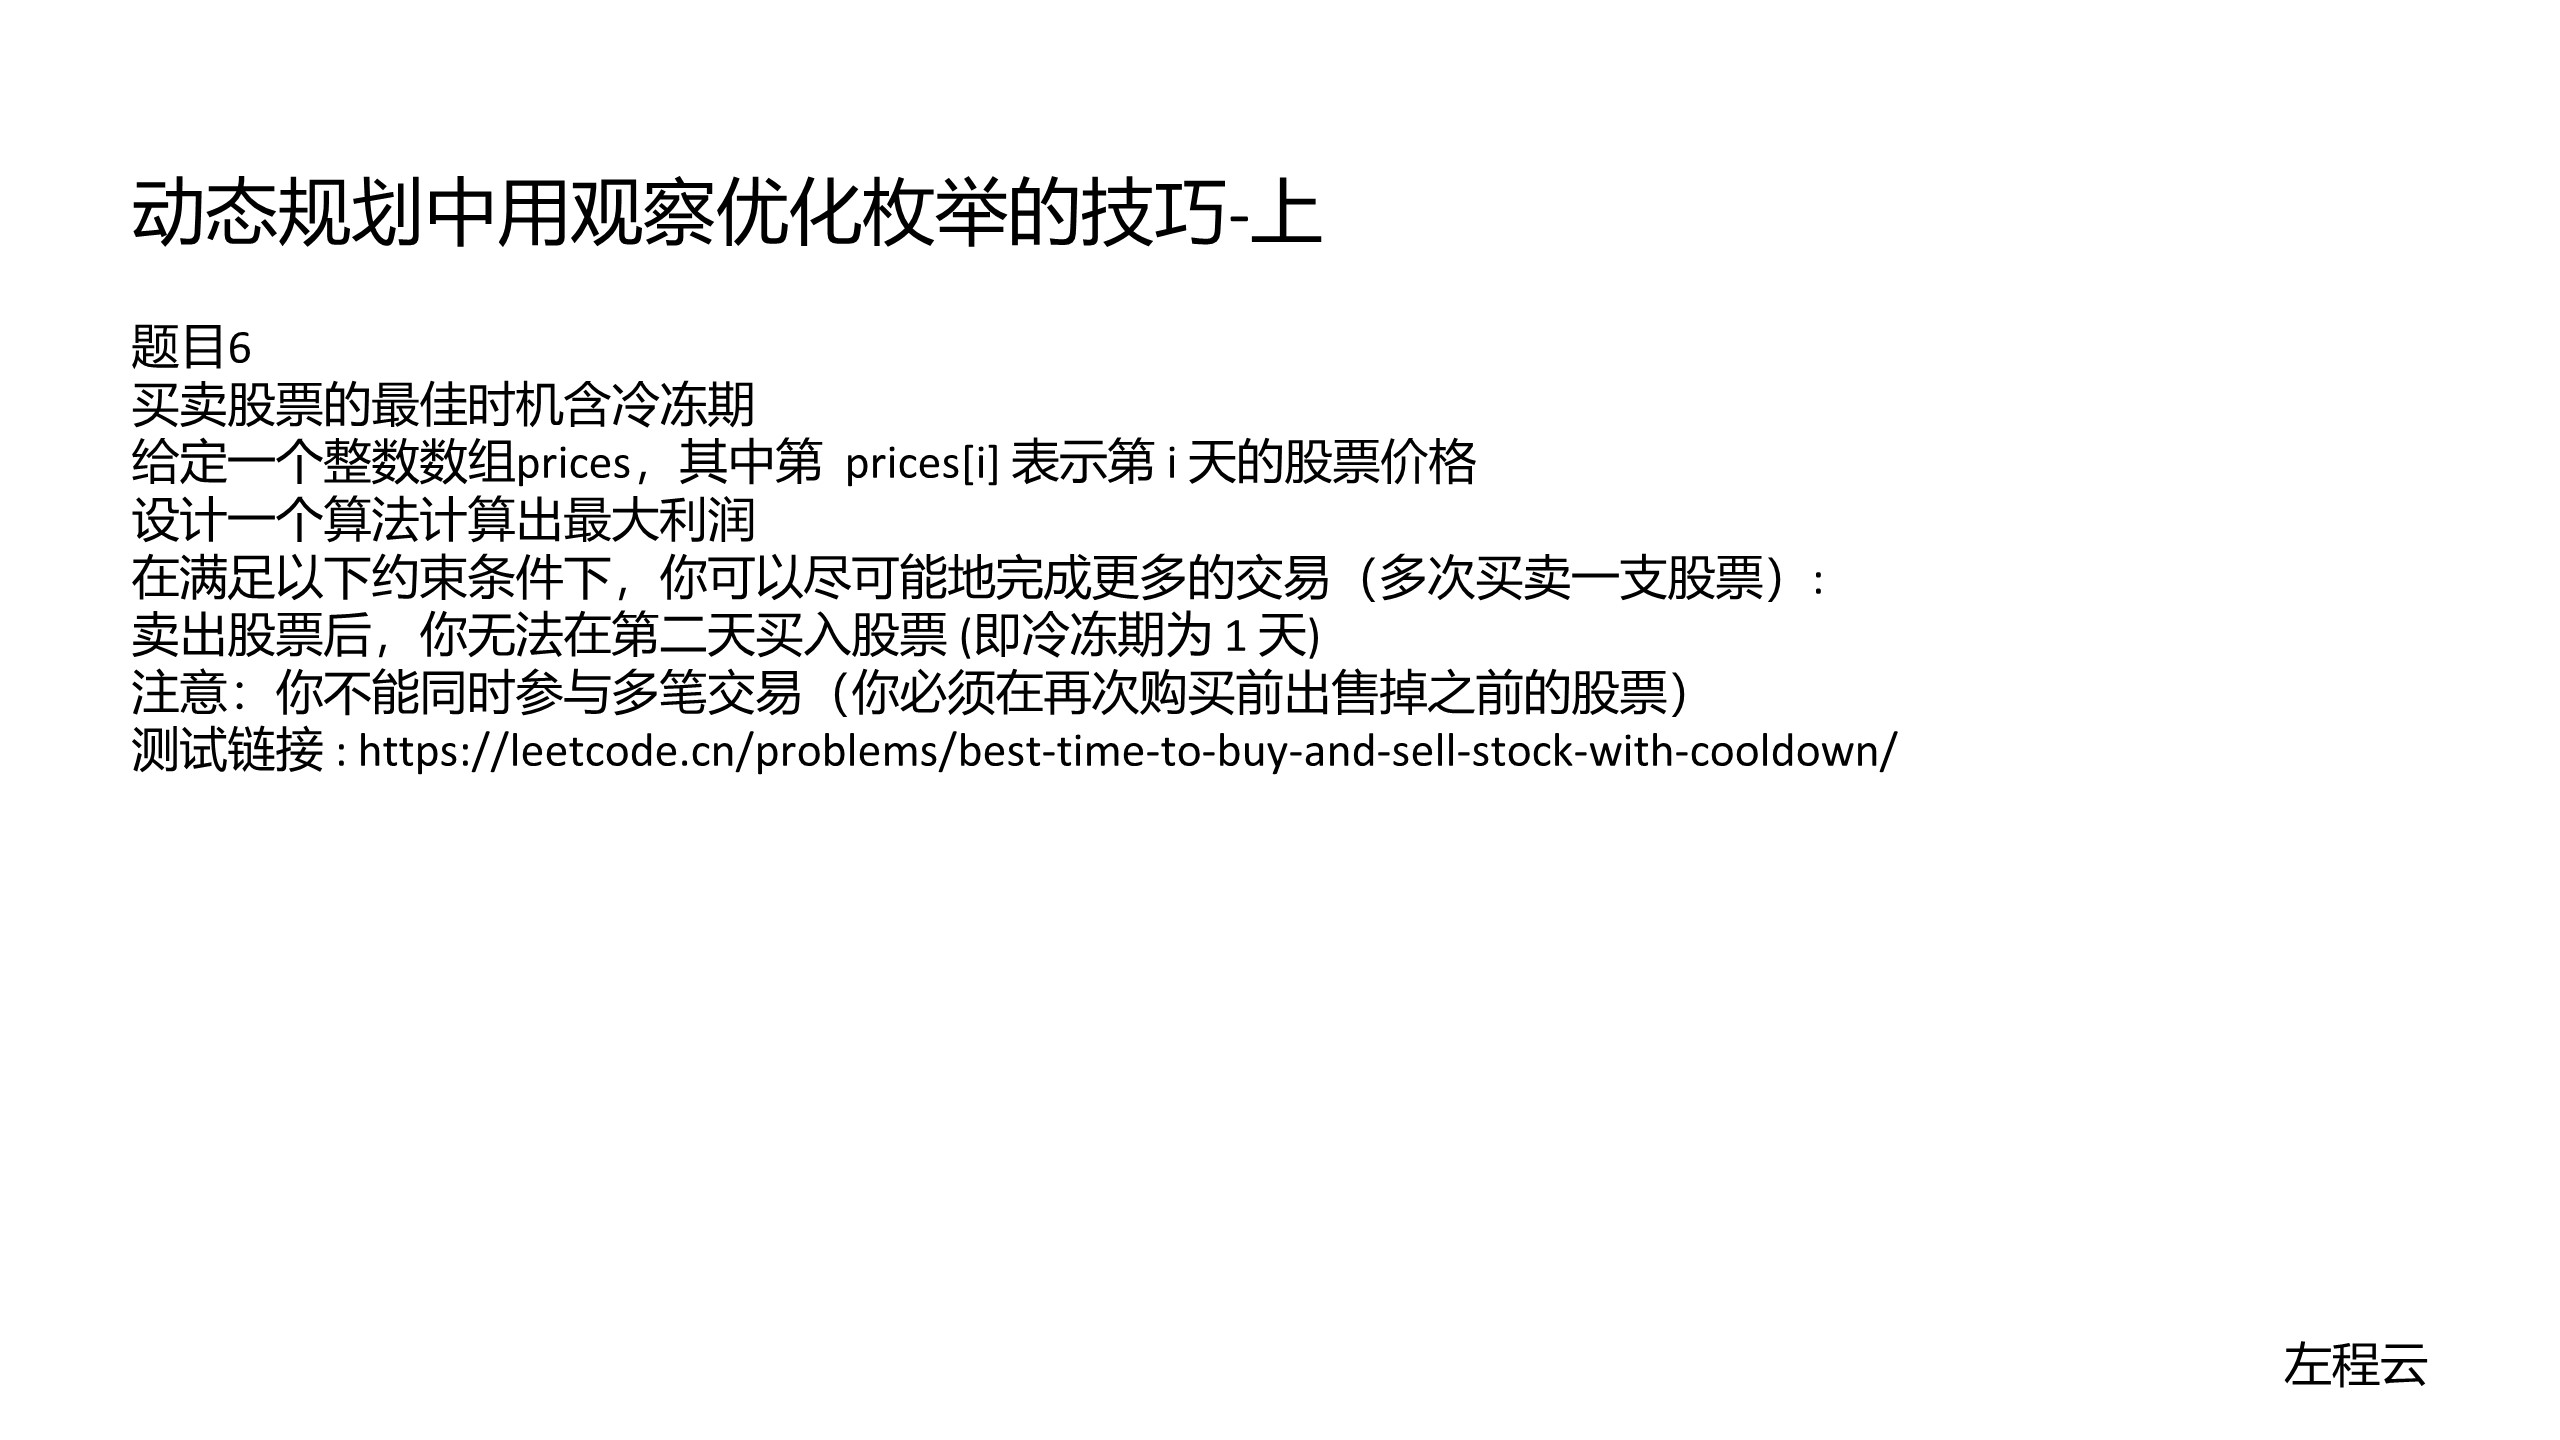 动态规划中用观察优化枚举的技巧-上
题目6
买卖股票的最佳时机含冷冻期
给定一个整数数组prices，其中第  prices[i] 表示第 i 天的股票价格
设计一个算法计算出最大利润
在满足以下约束条件下，你可以尽可能地完成更多的交易（多次买卖一支股票）:
卖出股票后，你无法在第二天买入股票 (即冷冻期为 1 天)
注意：你不能同时参与多笔交易（你必须在再次购买前出售掉之前的股票）
测试链接 : https://leetcode.cn/problems/best-time-to-buy-and-sell-stock-with-cooldown/
左程云